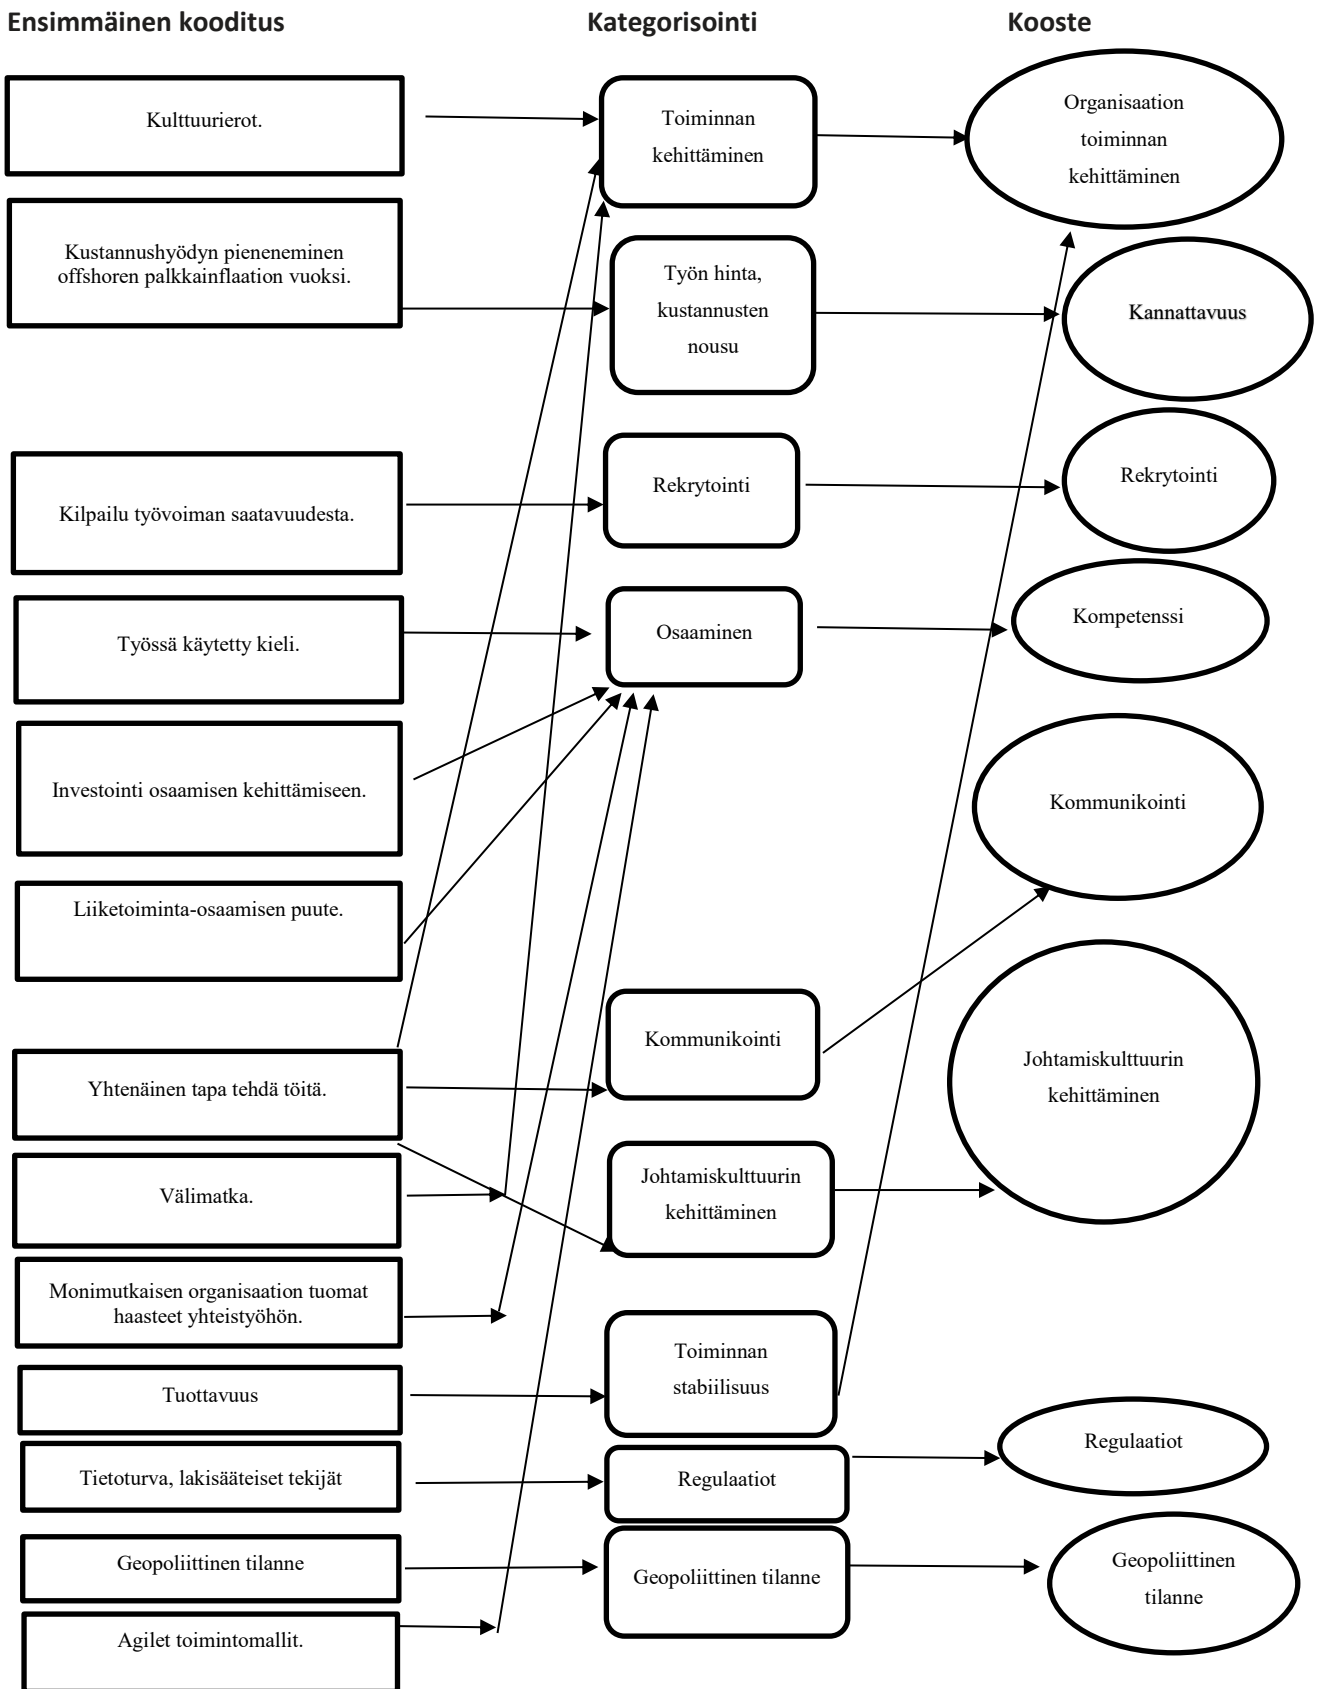 Ensimmäinen kooditus
Kategorisointi
Kooste
Kulttuurierot.
Toiminnan
kehittäminen
Organisaation
toiminnan
kehittäminen
Kustannushyödyn pieneneminen
offshoren palkkainflaation vuoksi.
Työn hinta,
kustannusten
nousu
Kannattavuus
Kilpailu työvoiman saatavuudesta.
Rekrytointi
Rekrytointi
Työssä käytetty kieli.
Osaaminen
Kompetenssi
Investointi osaamisen kehittämiseen.
Kommunikointi
Liiketoiminta-osaamisen puute.
Yhtenäinen tapa tehdä töitä.
Kommunikointi
Johtamiskulttuurin
kehittäminen
Välimatka.
Johtamiskulttuurin
kehittäminen
Monimutkaisen organisaation tuomat
haasteet yhteistyöhön.
Toiminnan
stabiilisuus
Tuottavuus
Tietoturva, lakisääteiset tekijät
Regulaatiot
Regulaatiot
Geopoliittinen tilanne
Geopoliittinen tilanne
Geopoliittinen
tilanne
Agilet toimintomallit.